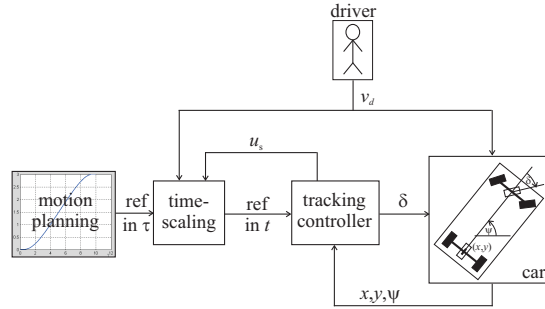 driver
v_d
u_s
motion
planning
ref
in τ
time-
scaling
ref
in t
tracking
controller
δ
δ
ψ
(x,y)
car
x,y,ψ